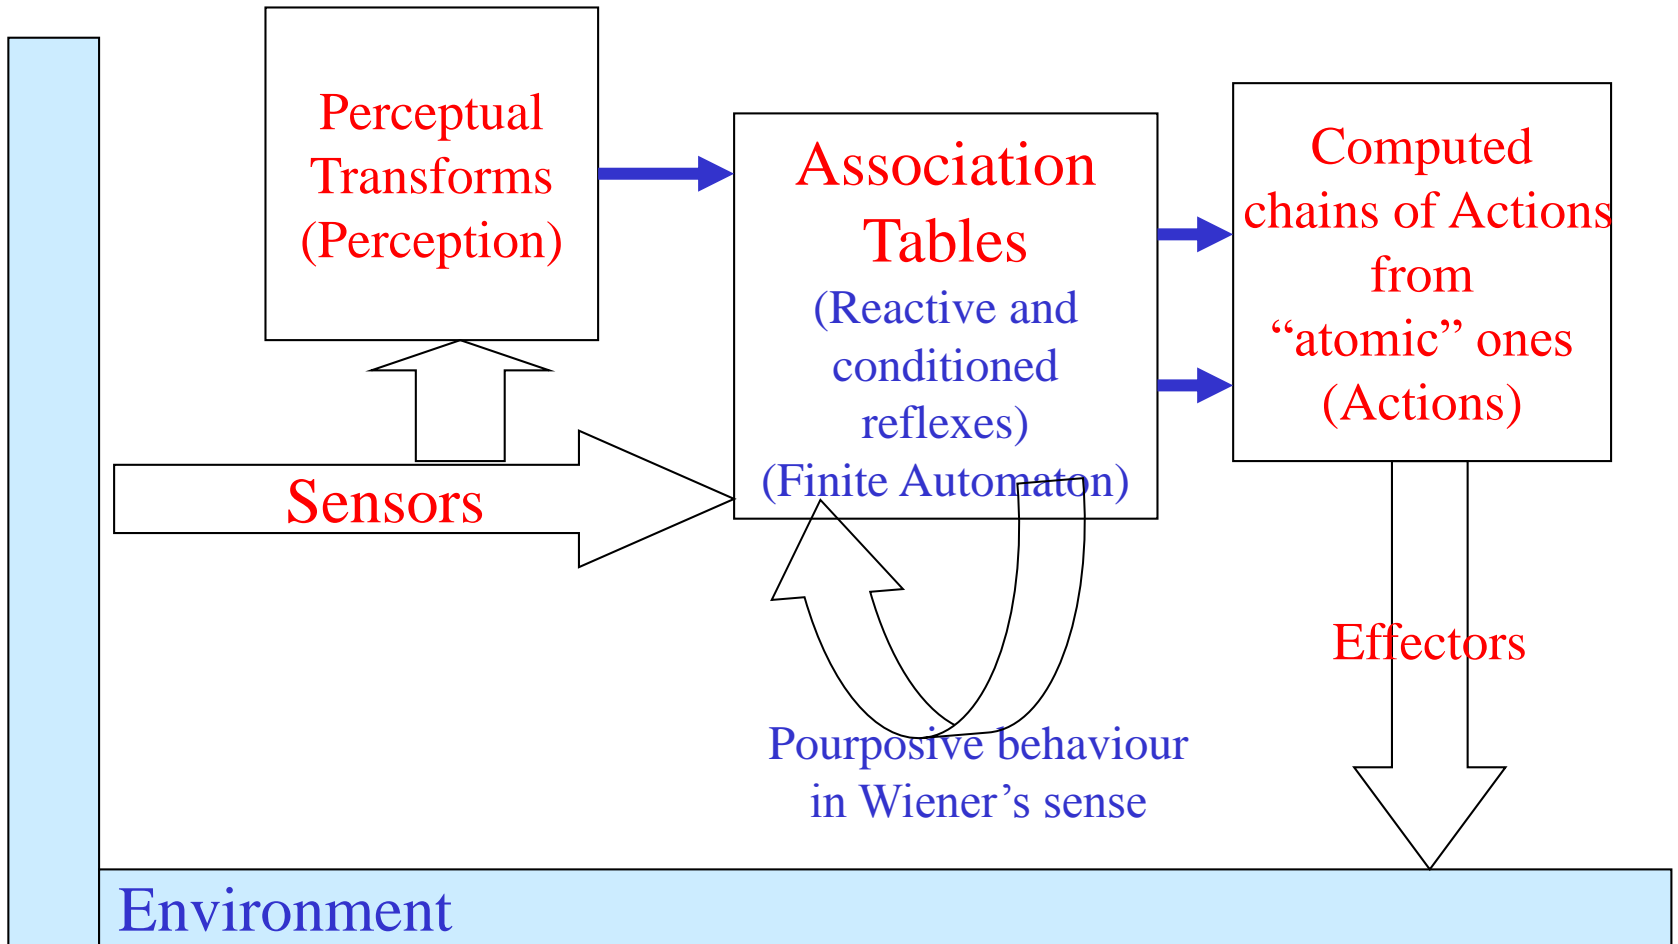 Perceptual
Transforms
(Perception)
Association
Tables
(Reactive and
conditioned
reflexes)
(Finite Automaton)
Computed
chains of Actions
from
“atomic” ones
(Actions)
Sensors
Effectors
Pourposive behaviour
in Wiener’s sense
Environment